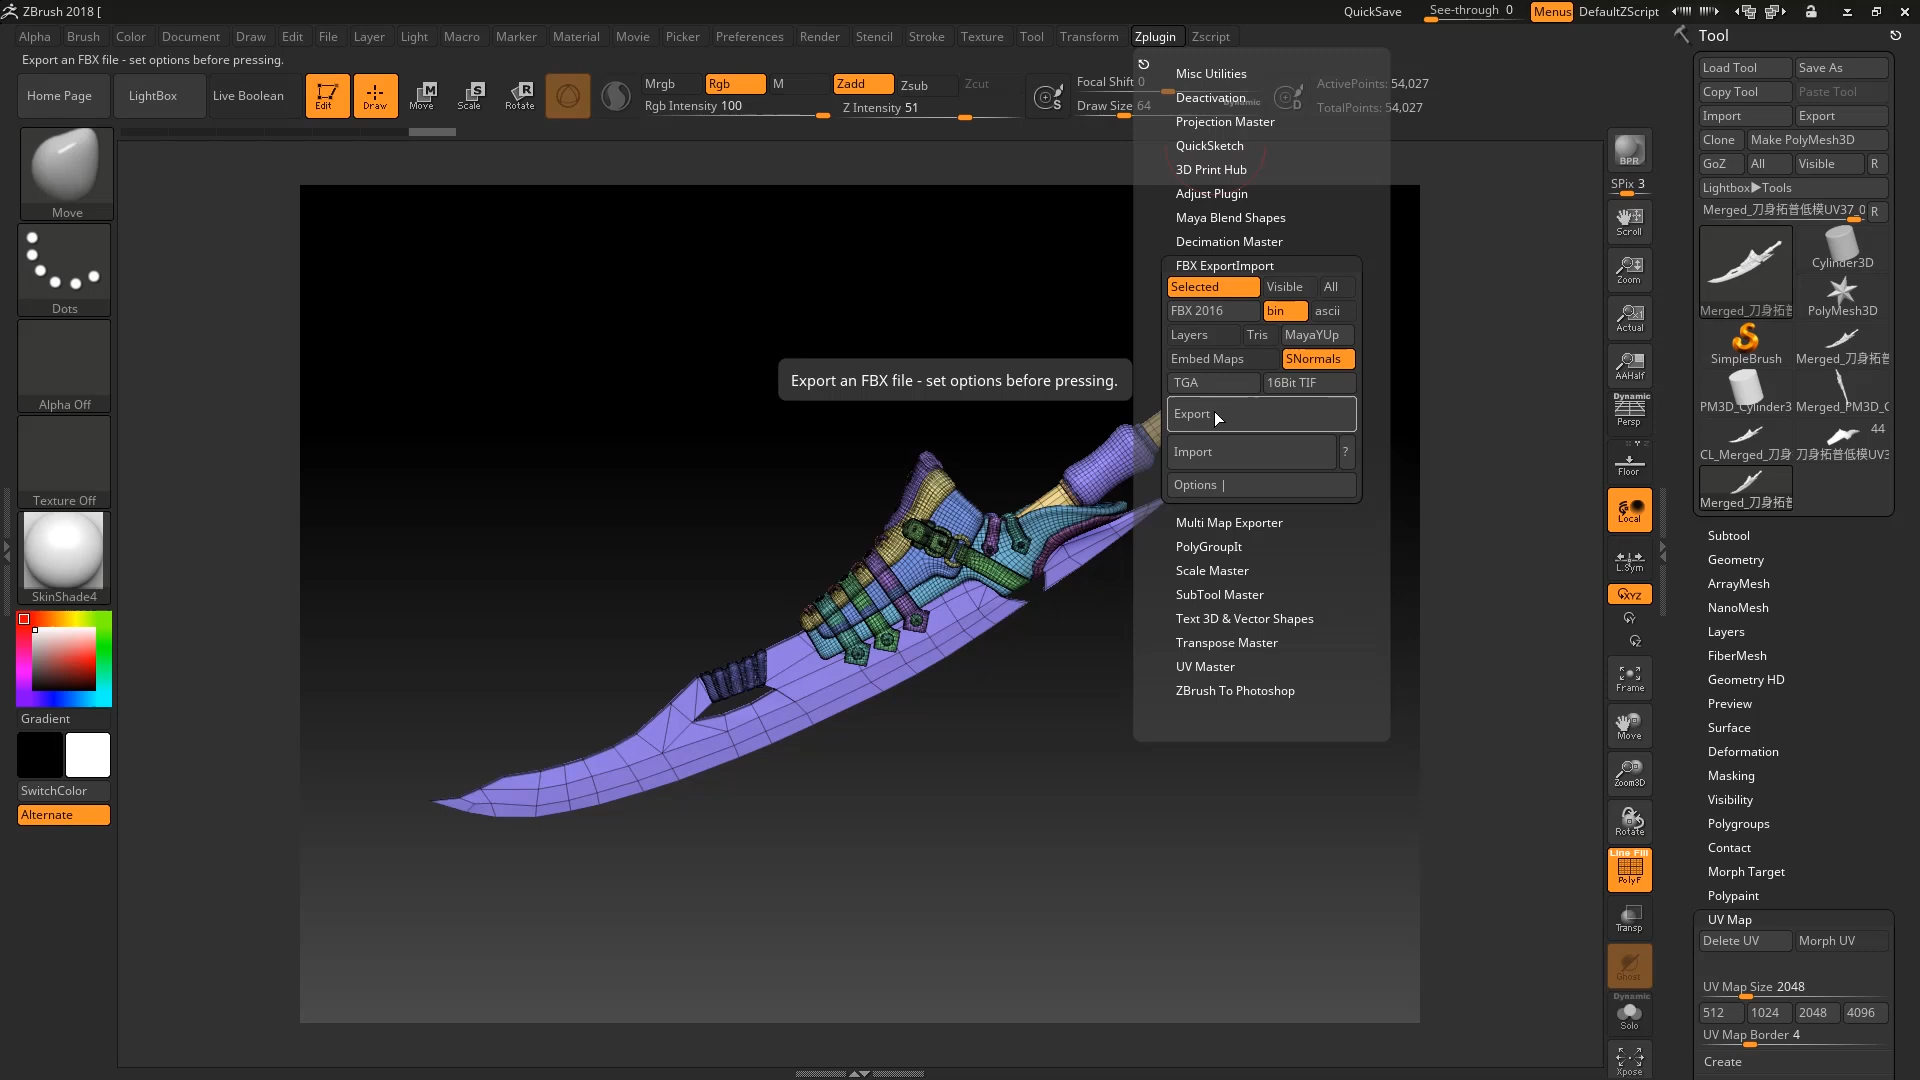 ZBrush 2018 [
QuickSave
See-through 0
Menus
DefaultZScript
Alpha Brush Color Document Draw Edit File Layer Light Macro Marker Material Movie Picker Preferences Render Stencil Stroke Texture Tool Transform Zplugin Zscript
Export an FBX file - set options before pressing.
Home Page
LightBox
Live Boolean
Edit
Draw
Move
Scale
Rotate
Mrgb
Rgb
M
Rgb Intensity 100
Zadd
Zsub
Zcut
Z Intensity 51
S
Focal Shift 0
Draw Size 64
Dynamic
D
ActivePoints: 54,027
TotalPoints: 54,027
Move
Dots
Alpha Off
Texture Off
SkinShade4
Gradient
SwitchColor
Alternate
Export an FBX file - set options before pressing.
Misc Utilities
Deactivation
Projection Master
QuickSketch
3D Print Hub
Adjust Plugin
Maya Blend Shapes
Decimation Master
FBX ExportImport
Selected Visible All
FBX 2016 bin ascii
Layers Tris MayaYUp
Embed Maps SNormals
TGA 16Bit TIF
Export
Import ?
Options |
Multi Map Exporter
PolyGroupIt
Scale Master
SubTool Master
Text 3D & Vector Shapes
Transpose Master
UV Master
ZBrush To Photoshop
BPR
SPix 3
Scroll
Zoom
Actual
AAHalf
Dynamic
Persp
Floor
Local
L.Sym
XYZ
Frame
Move
Zoom3D
Rotate
Line Fill
PolyF
Transp
Ghost
Dynamic
Solo
Xpose
Tool
Load Tool Save As
Copy Tool Paste Tool
Import Export
Clone Make PolyMesh3D
GoZ All Visible R
Lightbox▶Tools
Merged_刀身拓普低模UV37_0 R
Merged_刀身拓普
Cylinder3D
PolyMesh3D
SimpleBrush
Merged_刀身拓普
PM3D_Cylinder3
Merged_PM3D_C
44
CL_Merged_刀身
刀身拓普低模UV3
Merged_刀身拓普
Subtool
Geometry
ArrayMesh
NanoMesh
Layers
FiberMesh
Geometry HD
Preview
Surface
Deformation
Masking
Visibility
Polygroups
Contact
Morph Target
Polypaint
UV Map
Delete UV Morph UV
UV Map Size 2048
512 1024 2048 4096
UV Map Border 4
Create